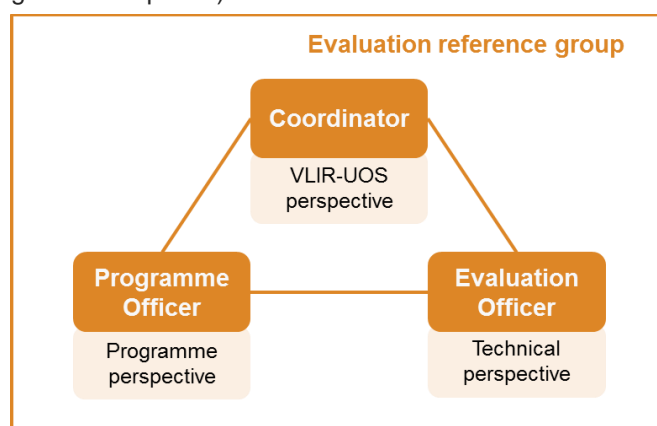 Evaluation reference group
Coordinator
VLIR-UOS
perspective
Programme
Officer
Programme
perspective
Evaluation
Officer
Technical
perspective